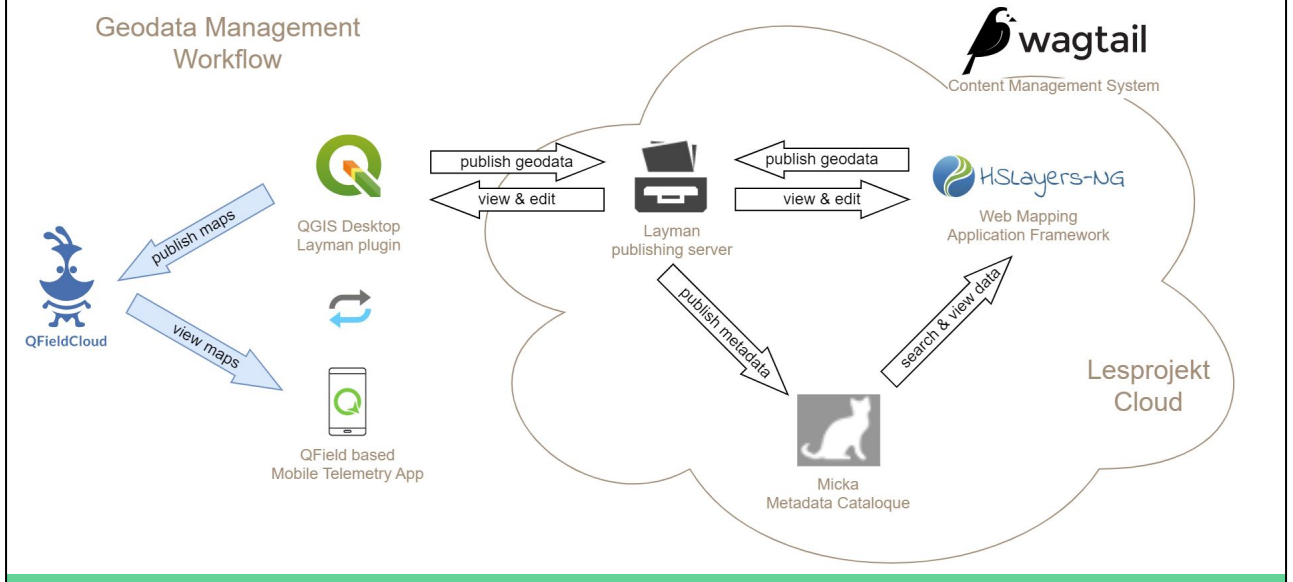 Geodata Management
Workflow
wagtail
Content Management System
publish geodata
publish geodata
view & edit
view & edit
HSLayers-NG
QGIS Desktop
Layman plugin
Layman
publishing server
Web Mapping
Application Framework
publish maps
QFieldCloud
view maps
publish metadata
search & view data
Lesprojekt
Cloud
QField based
Mobile Telemetry App
Micka
Metadata Cataloque